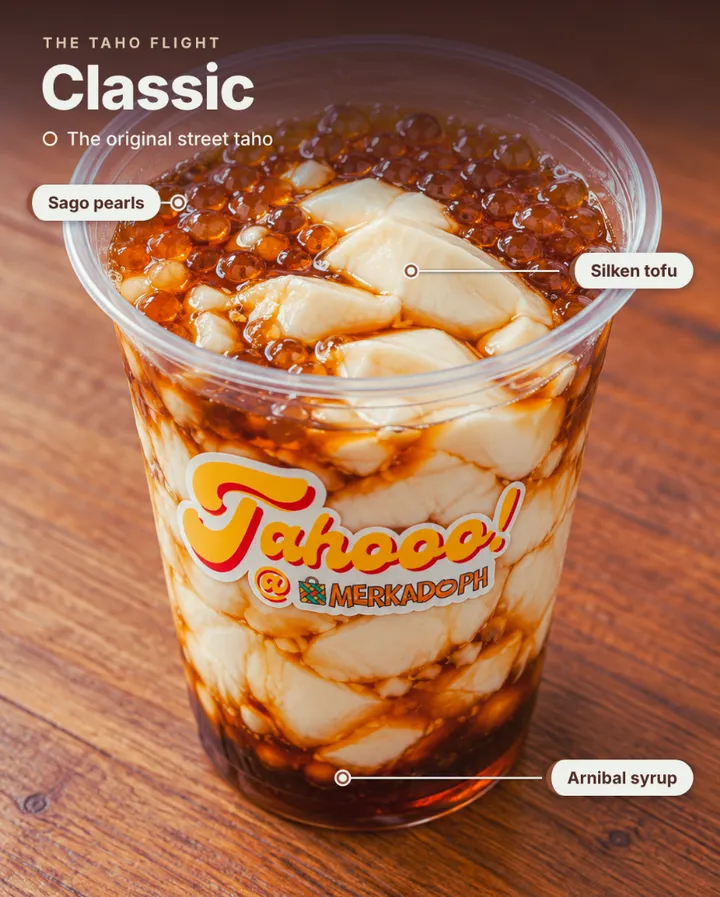 THE TAHO FLIGHT
Classic
The original street taho
Sago pearls
Silken tofu
Tahooo!
@ MERKADOPH
Arnibal syrup